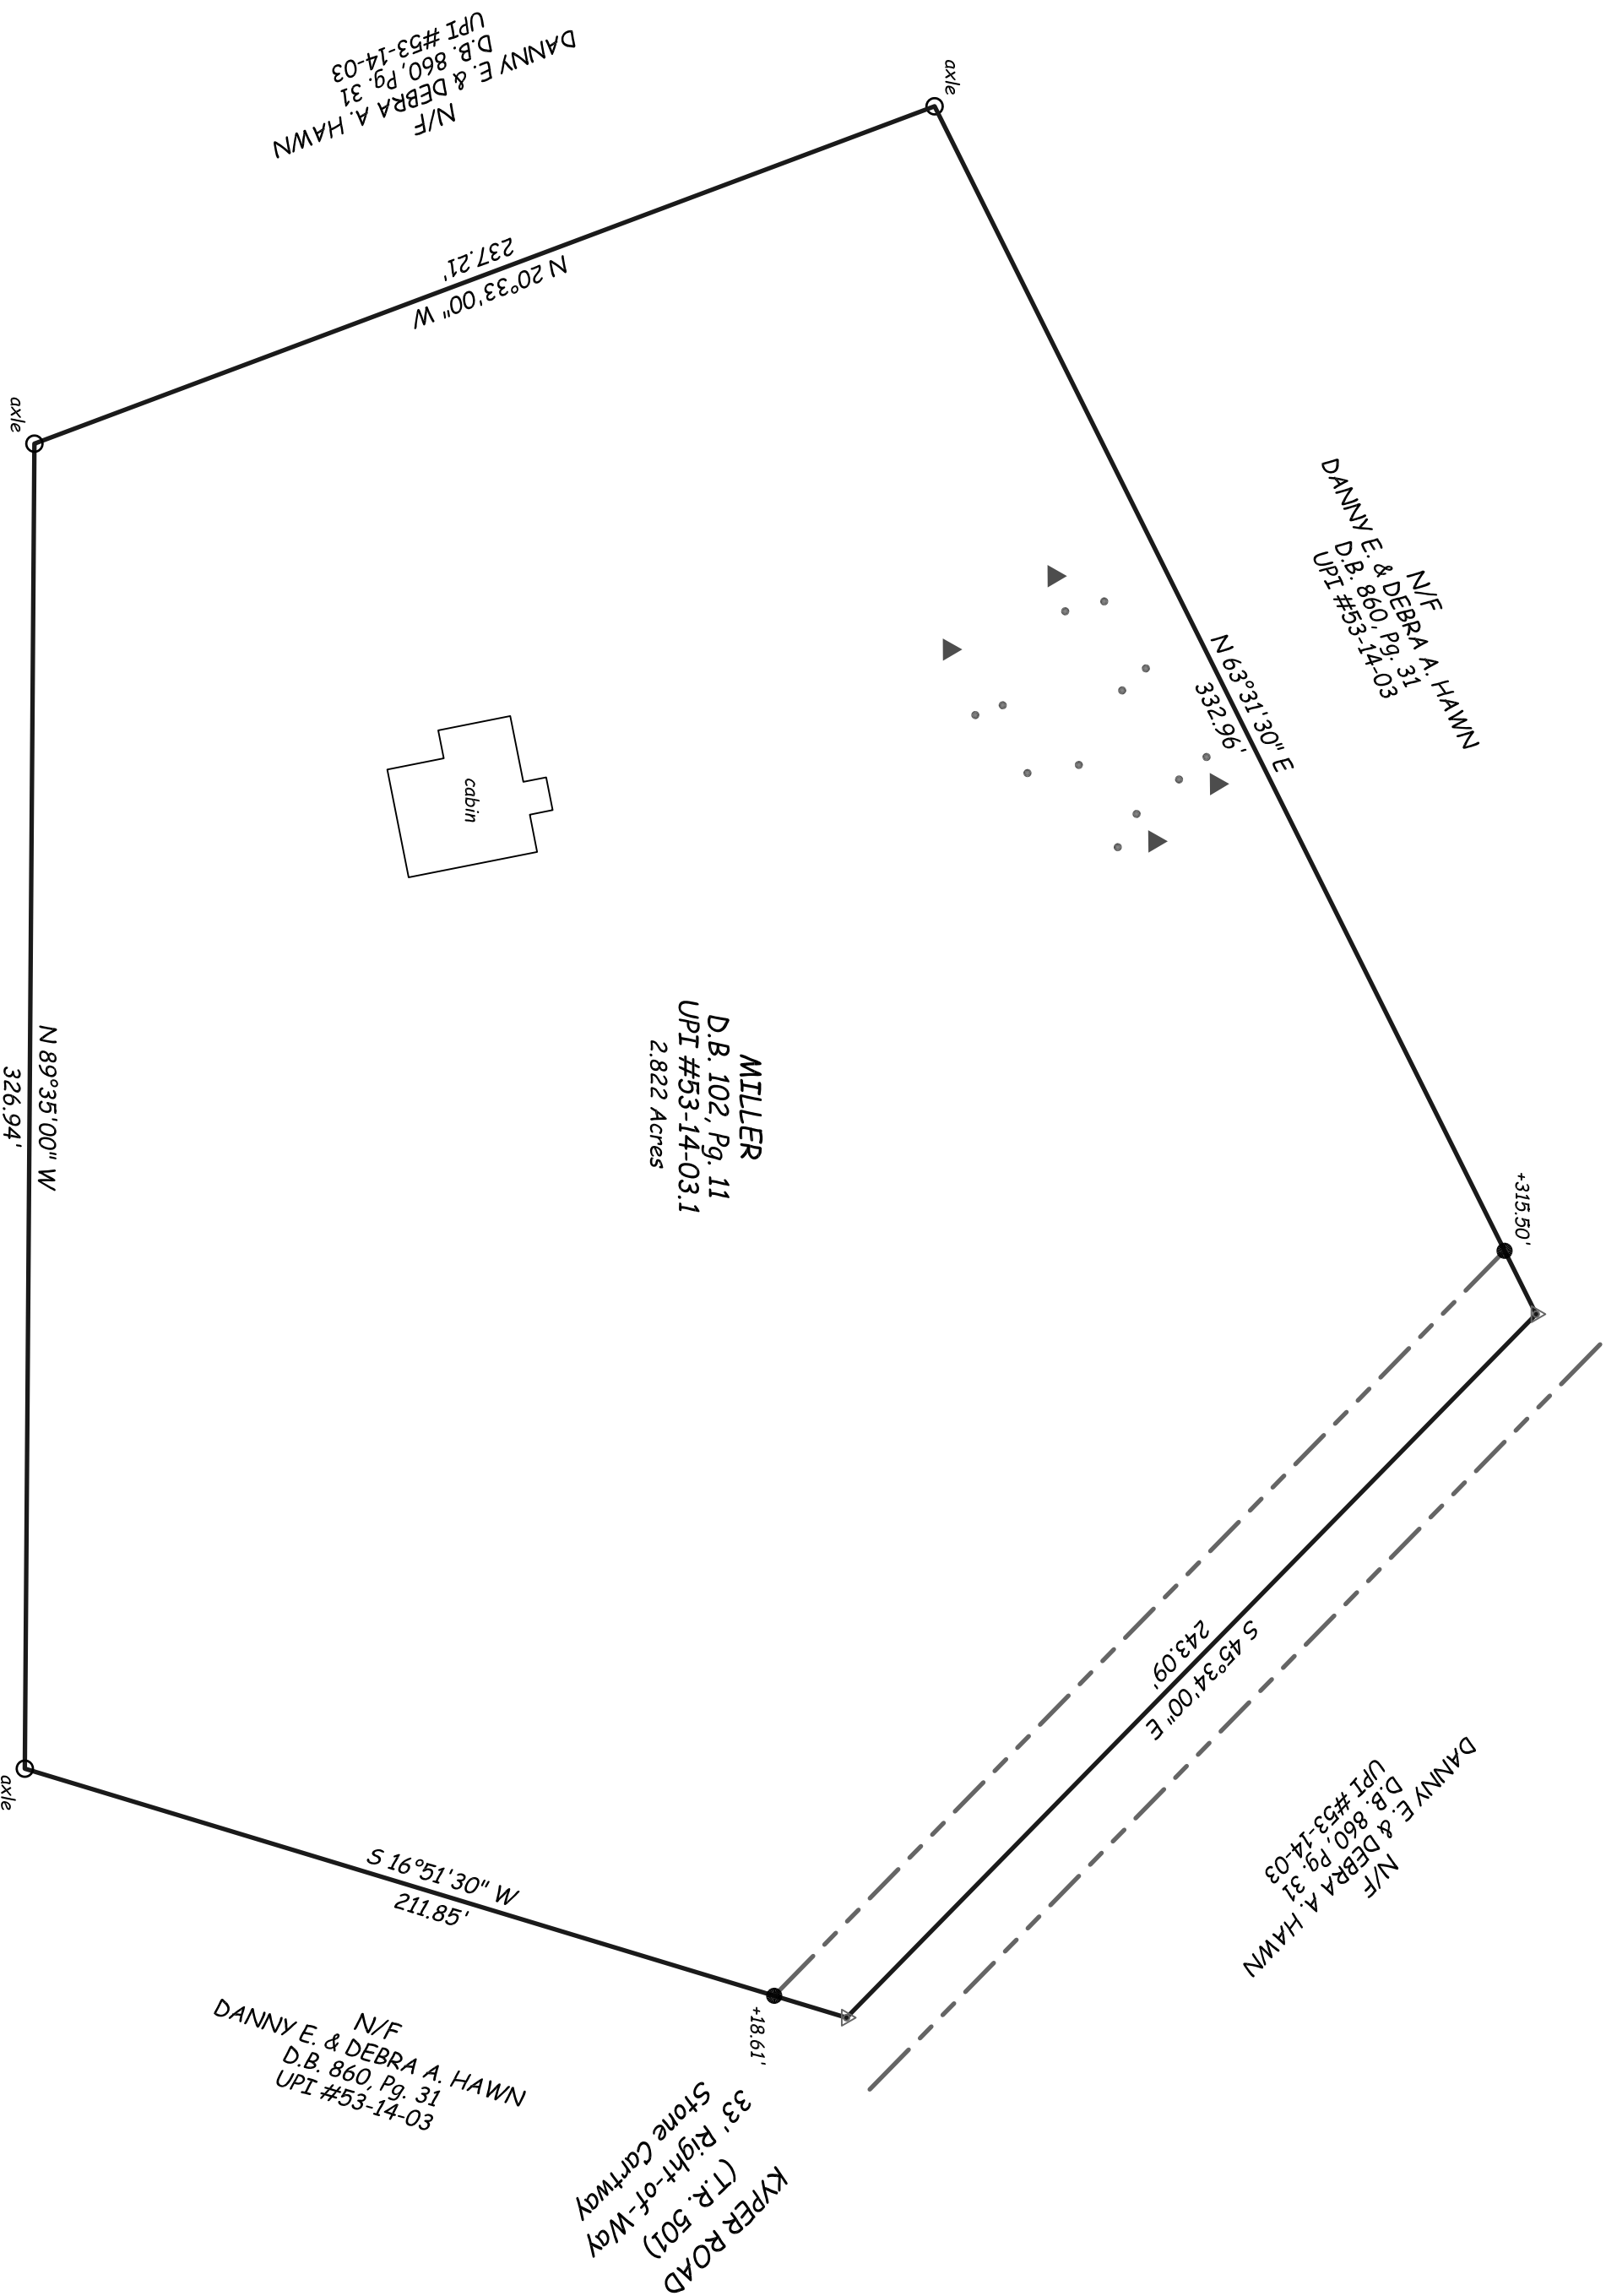 N/F
DANNY E. & DEBRA A. HAWN
D.B. 860, Pg. 31
UPI #53-14-03
axle
237.21'
N 20°33'00" W
axle
N/F
DANNY E. & DEBRA A. HAWN
D.B. 860, Pg. 31
UPI #53-14-03
N 63°31'30" E
332.96'
cabin
MILLER
D.B. 102, Pg. 11
UPI #53-14-03.1
2.822 Acres
N 89°35'00" W
326.94'
+315.50'
243.09'
S 45°34'00" E
N/F
DANNY E. & DEBRA A. HAWN
D.B. 860, Pg. 31
UPI #53-14-03
axle
S 16°51'30" W
211.85'
+18.61'
N/F
DANNY E. & DEBRA A. HAWN
D.B. 860, Pg. 31
UPI #53-14-03
KYPER ROAD
(T.R. 501)
33' Right-of-Way
Stone Cartway